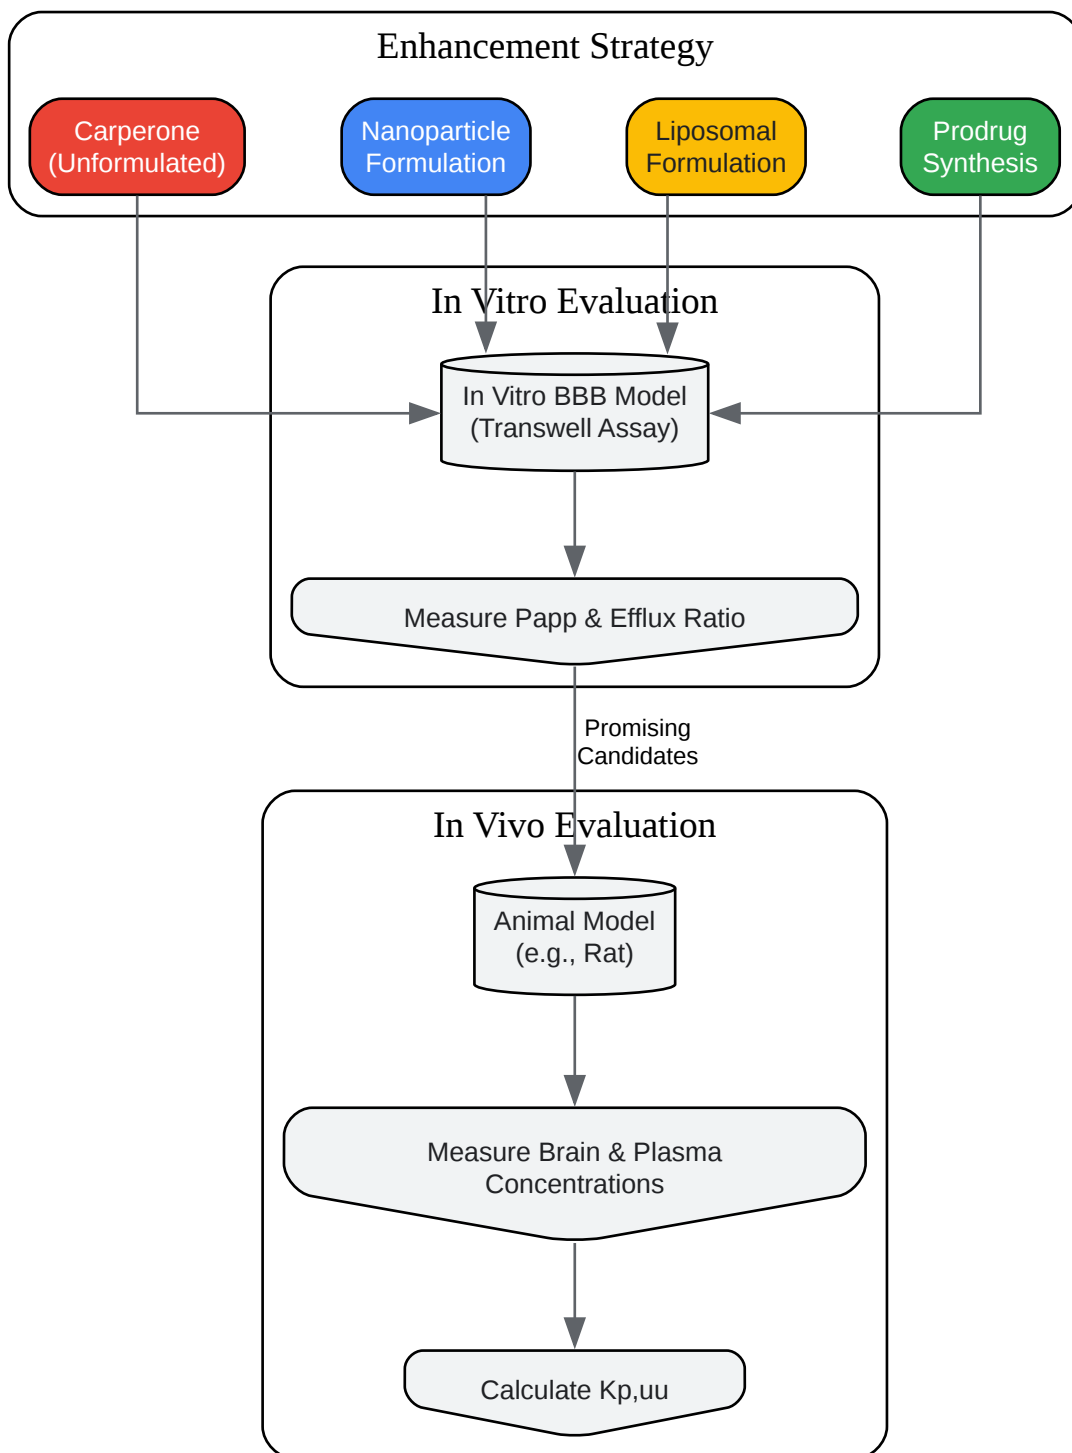 Enhancement Strategy
Carperone
(Unformulated)
Nanoparticle
Formulation
Liposomal
Formulation
Prodrug
Synthesis
In Vitro Evaluation
In Vitro BBB Model
(Transwell Assay)
Measure Papp & Efflux Ratio
Promising
Candidates
In Vivo Evaluation
Animal Model
(e.g., Rat)
Measure Brain & Plasma
Concentrations
Calculate Kp,uu